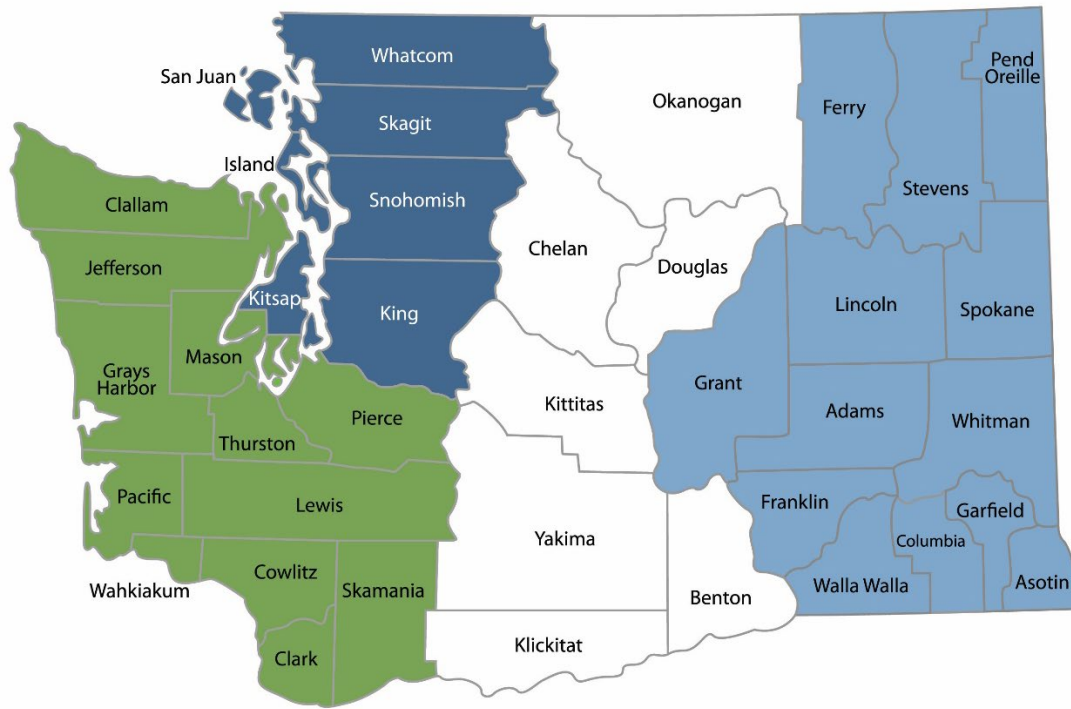 Whatcom
San Juan
Pend
Oreille
Okanogan
Ferry
Skagit
Island
Stevens
Snohomish
Clallam
Chelan
Jefferson
Douglas
Kitsap
Lincoln
Spokane
King
Mason
Grays
Harbor
Grant
Kittitas
Adams
Pierce
Whitman
Thurston
Pacific
Lewis
Franklin
Garfield
Yakima
Columbia
Cowlitz
Wahkiakum
Skamania
Walla Walla
Asotin
Benton
Klickitat
Clark